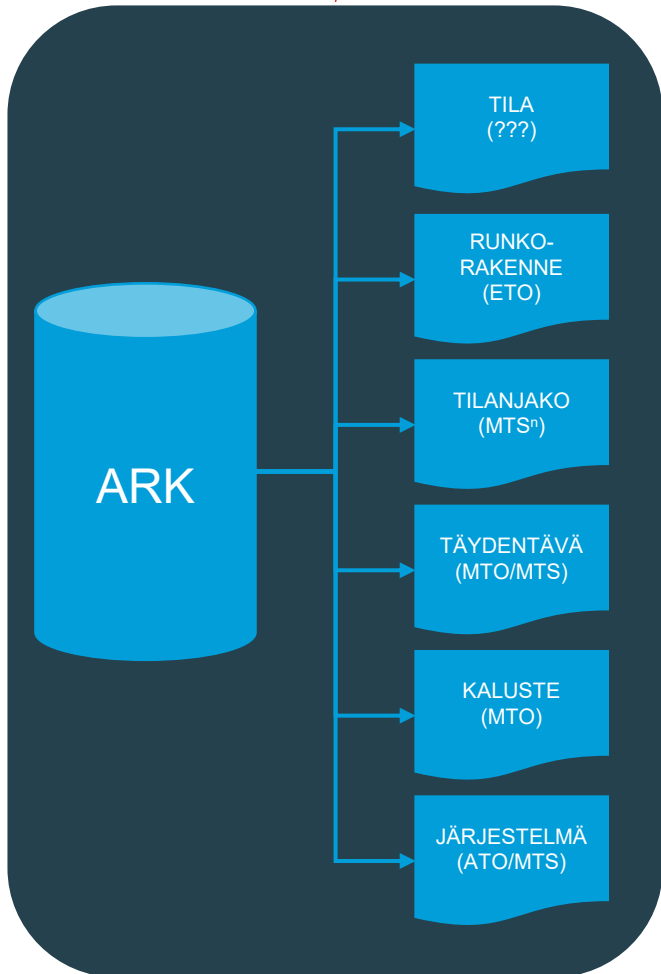 TILA
(???)
RUNKO-
RAKENNE
(ETO)
TILANJAKO
(MTSⁿ)
ARK
TÄYDENTÄVÄ
(MTO/MTS)
KALUSTE
(MTO)
JÄRJESTELMÄ
(ATO/MTS)